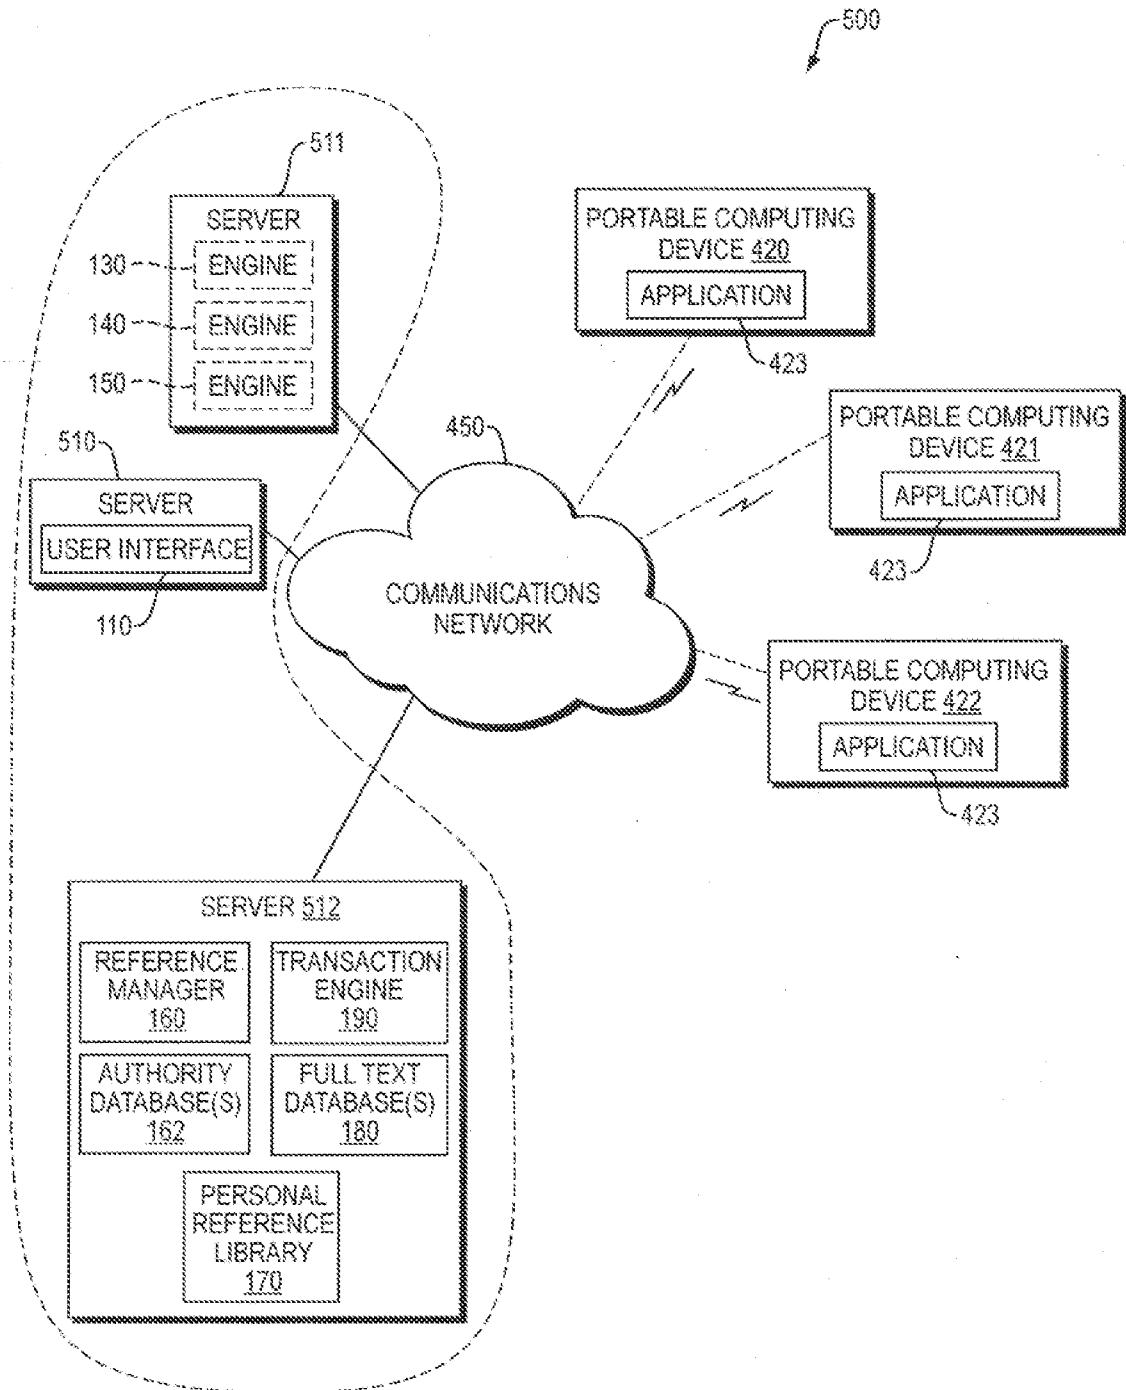 500
511
SERVER
130
ENGINE
140
ENGINE
150
ENGINE
PORTABLE COMPUTING
DEVICE 420
APPLICATION
423
PORTABLE COMPUTING
DEVICE 421
APPLICATION
423
450
COMMUNICATIONS
NETWORK
510
SERVER
USER INTERFACE
110
PORTABLE COMPUTING
DEVICE 422
APPLICATION
423
SERVER 512
REFERENCE
MANAGER
160
TRANSACTION
ENGINE
190
AUTHORITY
DATABASE(S)
162
FULL TEXT
DATABASE(S)
180
PERSONAL
REFERENCE
LIBRARY
170